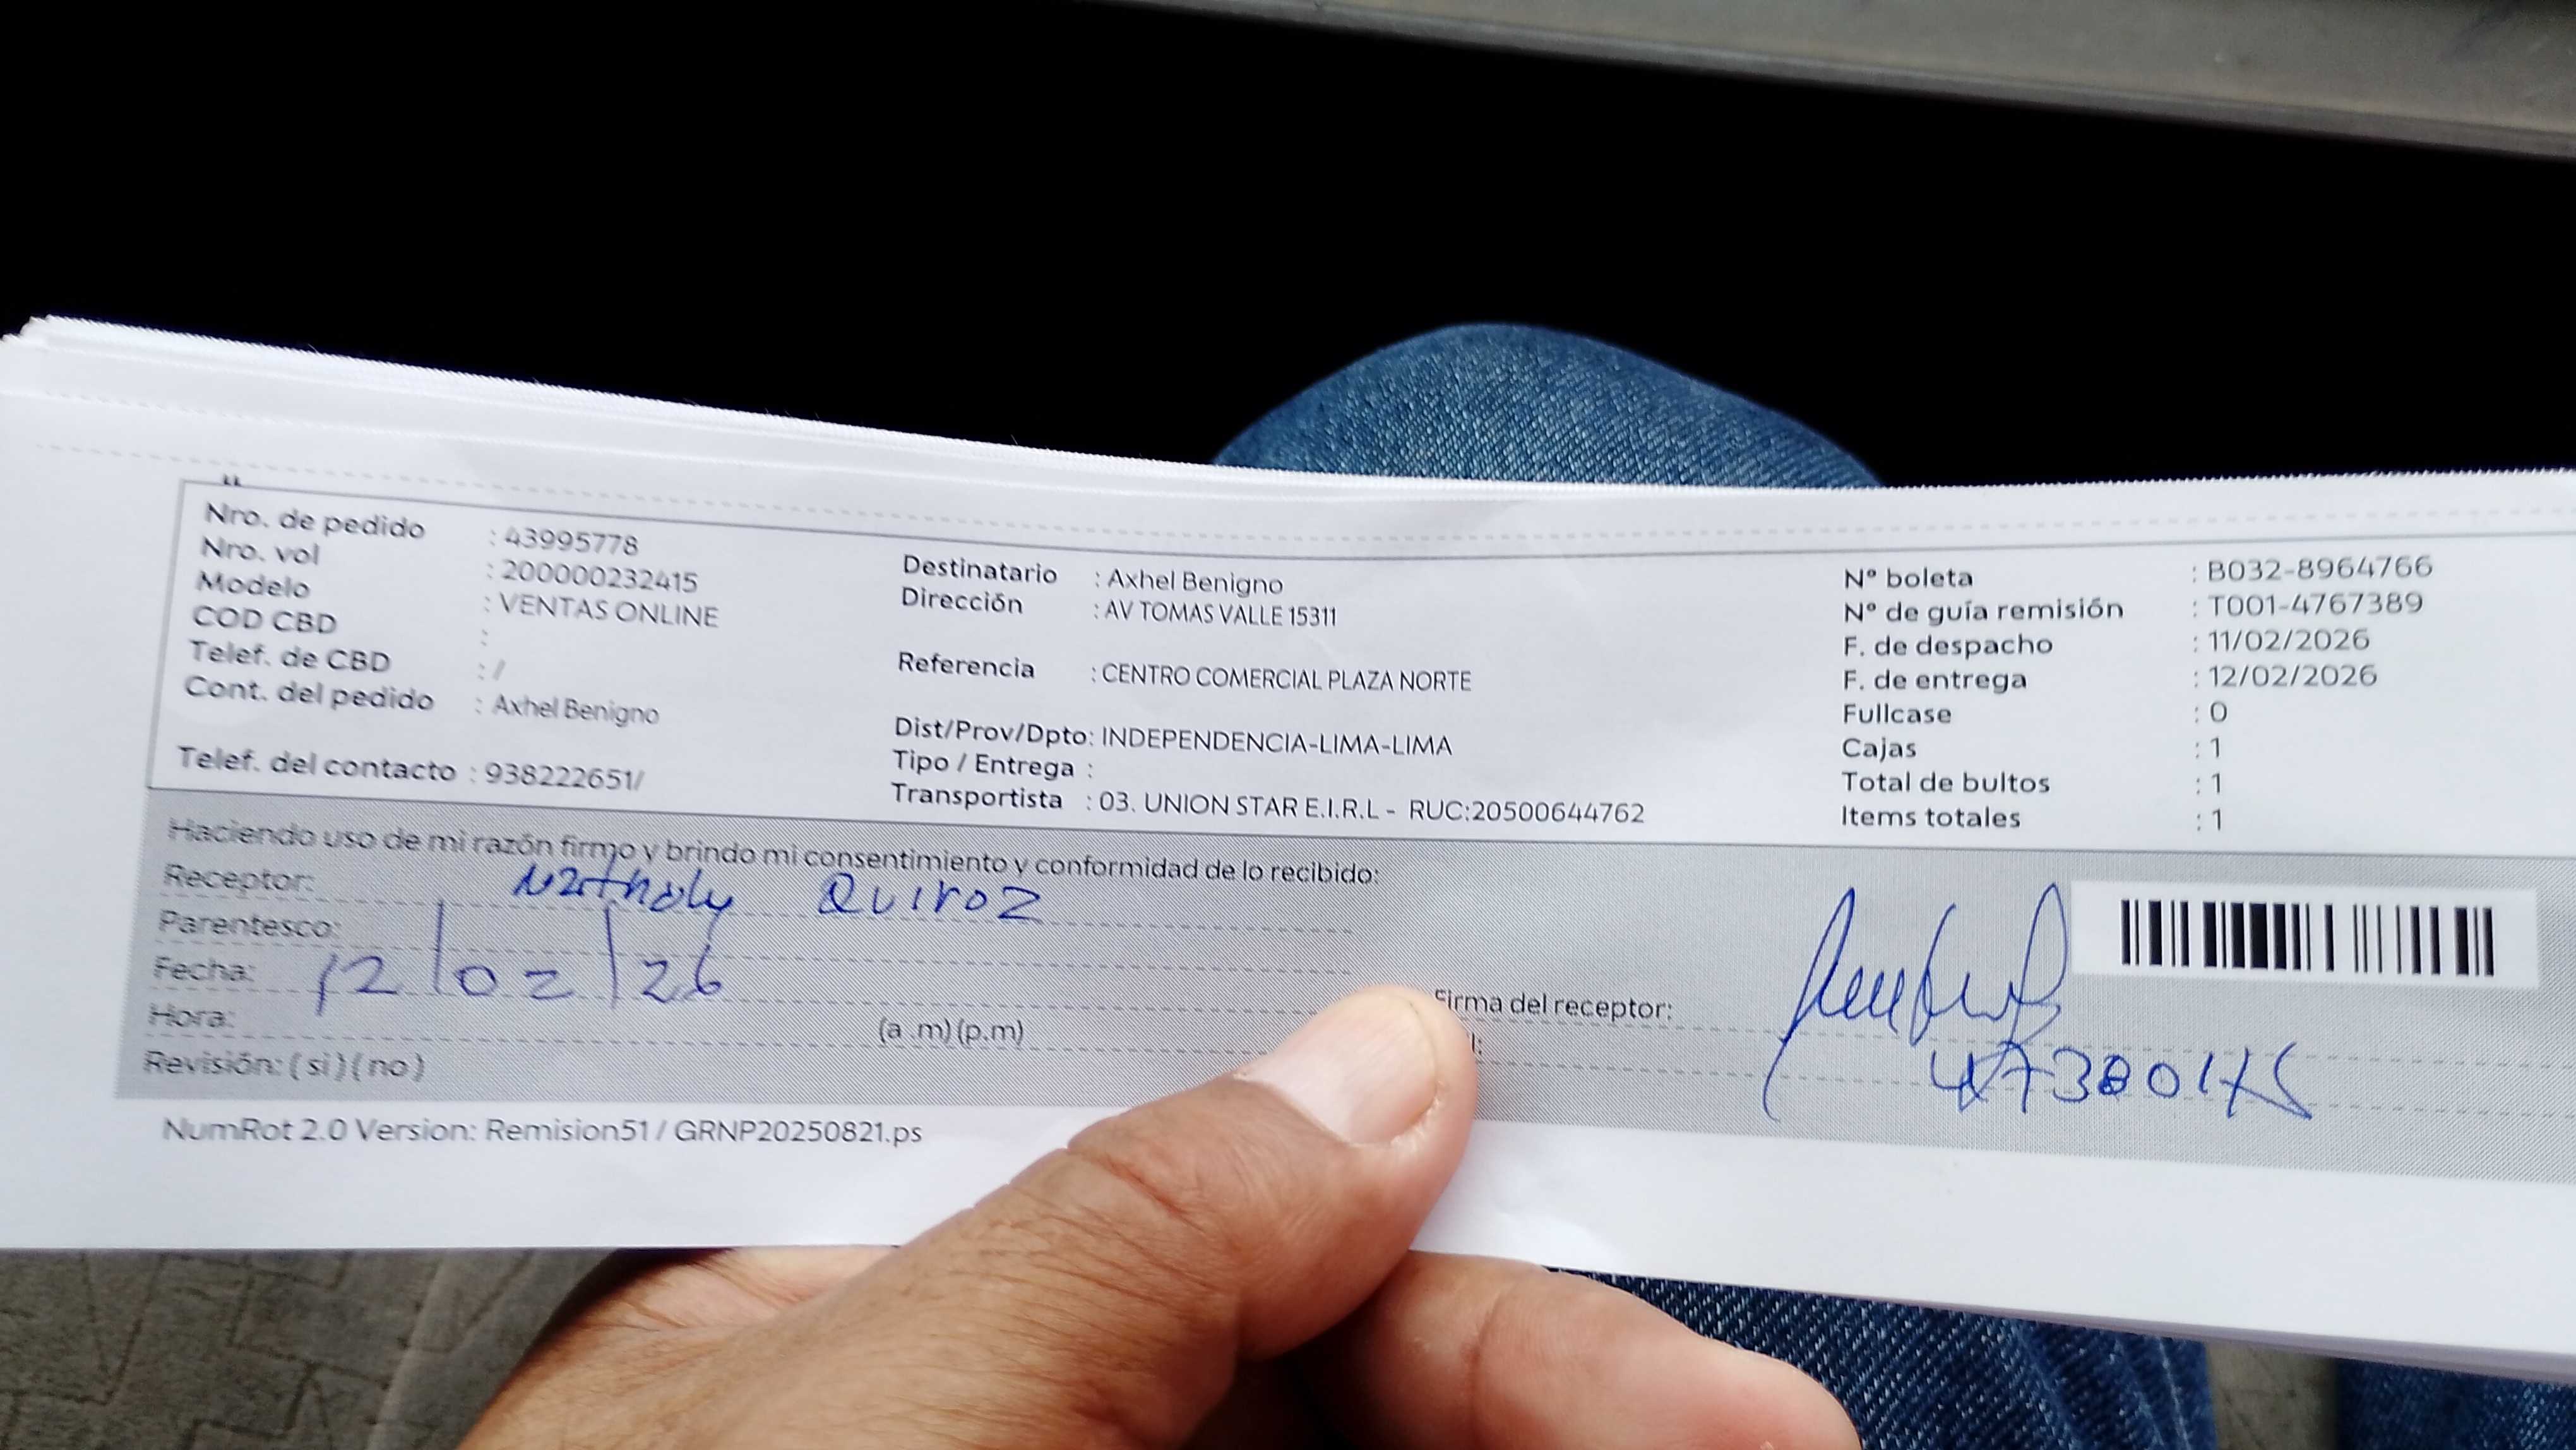 Nro. de pedido : 43995778
Nro. vol : 200000232415
Modelo : VENTAS ONLINE
COD CBD :
Telef. de CBD : /
Cont. del pedido : Axhel Benigno
Telef. del contacto : 938222651/
Destinatario : Axhel Benigno
Dirección : AV TOMAS VALLE 15311
Referencia : CENTRO COMERCIAL PLAZA NORTE
Dist/Prov/Dpto: INDEPENDENCIA-LIMA-LIMA
Tipo / Entrega :
Transportista : 03. UNION STAR E.I.R.L - RUC:20500644762
Nº boleta : B032-8964766
Nº de guía remisión : T001-4767389
F. de despacho : 11/02/2026
F. de entrega : 12/02/2026
Fullcase : 0
Cajas : 1
Total de bultos : 1
Items totales : 1
Haciendo uso de mi razón firmo y brindo mi consentimiento y conformidad de lo recibido:
Receptor: Nathaly Quiroz
Parentesco:
Fecha: 12/02/26
Hora: (a .m) (p.m)
Revisión: ( si ) ( no )
Firma del receptor:
NumRot 2.0 Version: Remision51 / GRNP20250821.ps